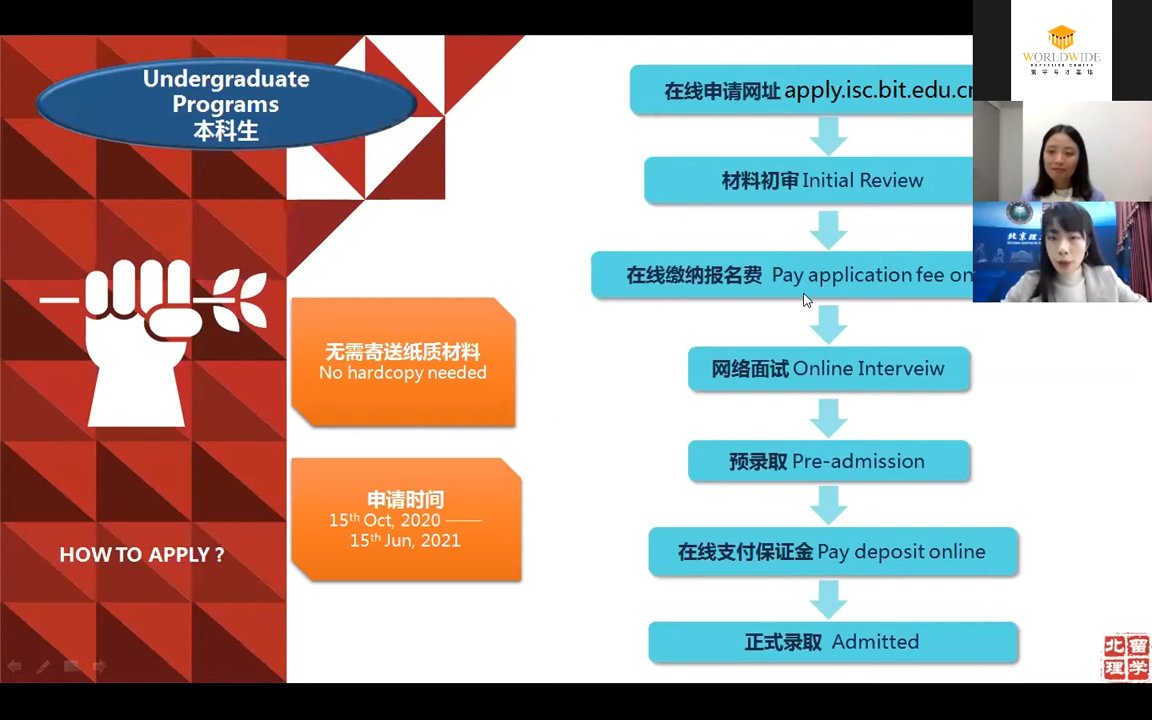 Undergraduate
Programs
本科生
无需寄送纸质材料
No hardcopy needed
申请时间
15th Oct, 2020 ——
15th Jun, 2021
HOW TO APPLY ?
在线申请网址 apply.isc.bit.edu.cn
材料初审 Initial Review
在线缴纳报名费 Pay application fee on
网络面试 Online Interveiw
预录取 Pre-admission
在线支付保证金 Pay deposit online
正式录取 Admitted
WORLDWIDE
北京理
北留
理学